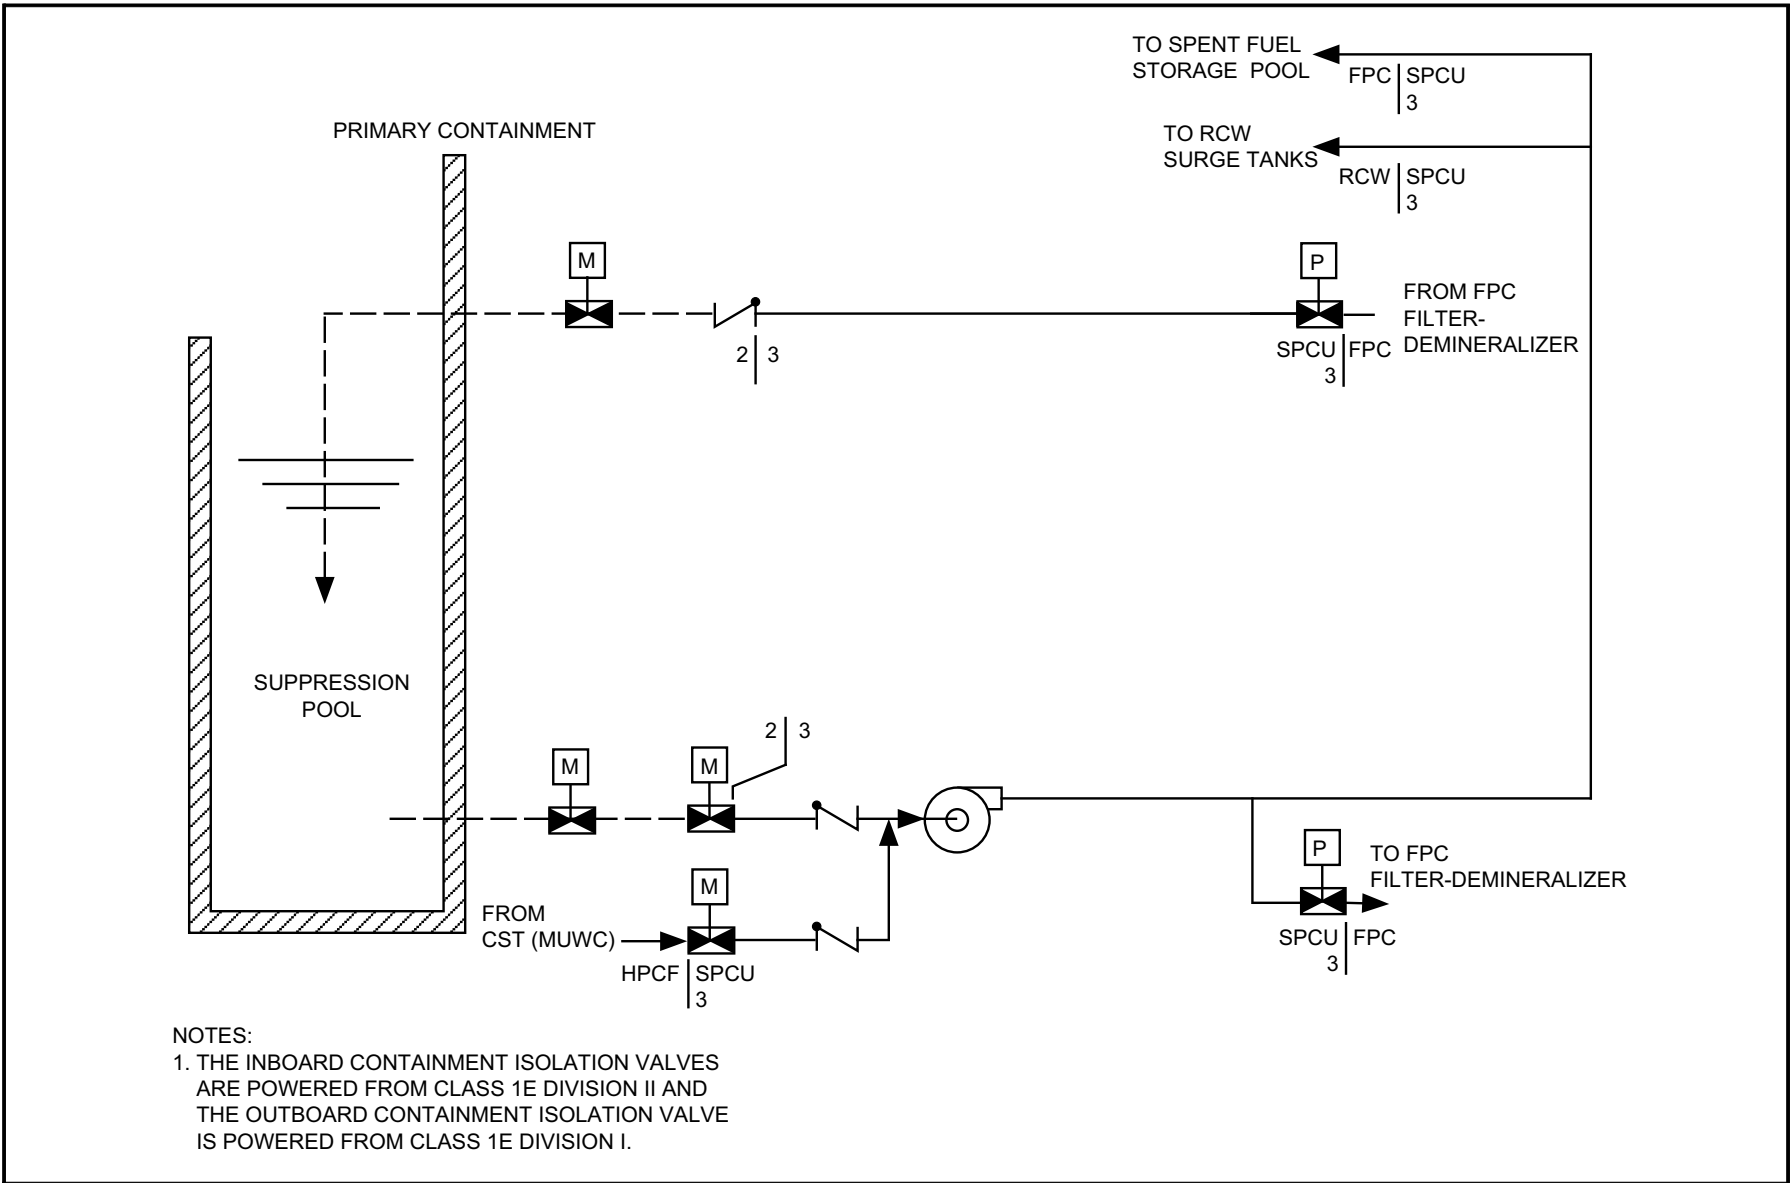 TO SPENT FUEL
STORAGE POOL
FPC SPCU
3
PRIMARY CONTAINMENT
TO RCW
SURGE TANKS
RCW SPCU
3
M
P
FROM FPC
FILTER-
DEMINERALIZER
2 3
SPCU FPC
3
SUPPRESSION
POOL
2 3
M
M
P
TO FPC
FILTER-DEMINERALIZER
M
FROM
CST (MUWC)
SPCU FPC
3
HPCF SPCU
3
NOTES:
1. THE INBOARD CONTAINMENT ISOLATION VALVES
ARE POWERED FROM CLASS 1E DIVISION II AND
THE OUTBOARD CONTAINMENT ISOLATION VALVE
IS POWERED FROM CLASS 1E DIVISION I.